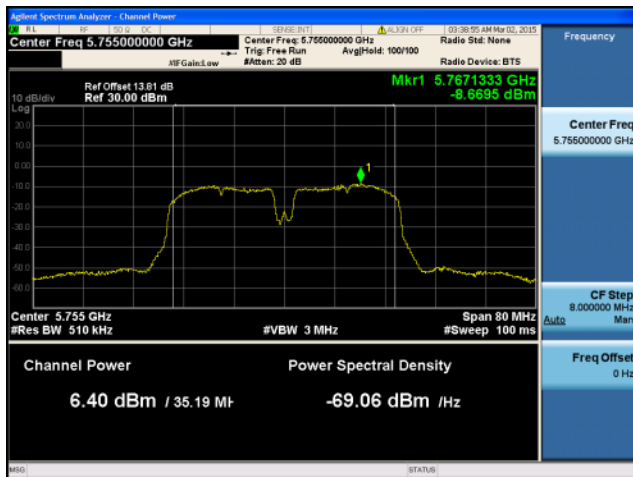 Agilent Spectrum Analyzer - Channel Power
RL RF 50 Ω DC SENSE:INT ALIGN OFF 03:38:55 AM Mar 02, 2015
Center Freq 5.755000000 GHz Center Freq: 5.755000000 GHz Radio Std: None
Trig: Free Run Avg|Hold: 100/100
#IFGain:Low #Atten: 20 dB Radio Device: BTS
Frequency
Mkr1 5.7671333 GHz
-8.6695 dBm
Ref Offset 13.81 dB
10 dB/div Ref 30.00 dBm
Log
20.0
10.0
0.00
-10.0
-20.0
-30.0
-40.0
-50.0
-60.0
1
Center 5.755 GHz Span 80 MHz
#Res BW 510 kHz #VBW 3 MHz #Sweep 100 ms
Channel Power Power Spectral Density
6.40 dBm / 35.19 MH -69.06 dBm /Hz
Center Freq
5.755000000 GHz
CF Step
8.000000 MHz
Auto Man
Freq Offset
0 Hz
MSG STATUS